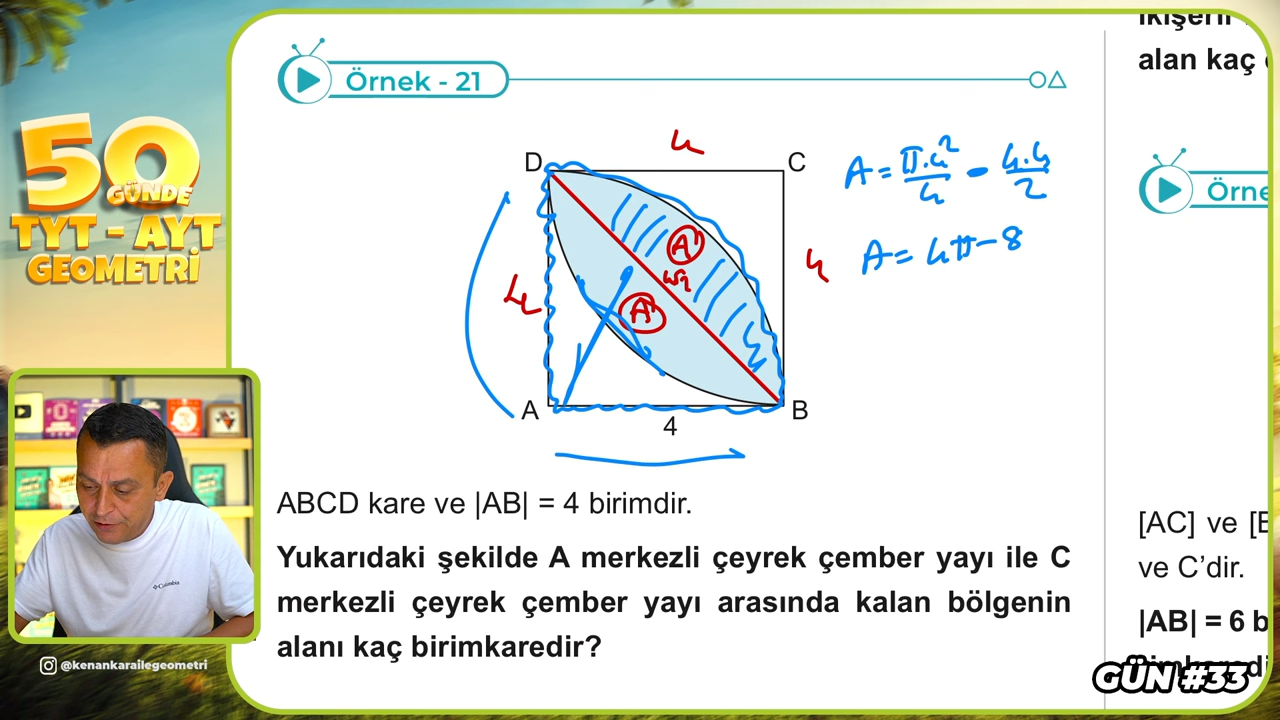 50
GÜNDE
TYT - AYT
GEOMETRİ
Örnek - 21
D
C
A
B
4
4
4
4
A
A
A = π.4² / 4 - 4.4 / 2
A = 4π - 8
ABCD kare ve |AB| = 4 birimdir.
Yukarıdaki şekilde A merkezli çeyrek çember yayı ile C
merkezli çeyrek çember yayı arasında kalan bölgenin
alanı kaç birimkaredir?
alan kaç
Örne
[AC] ve [E
ve C'dir.
|AB| = 6 b
Columbia
@kenankarailegeometri
GÜN #33